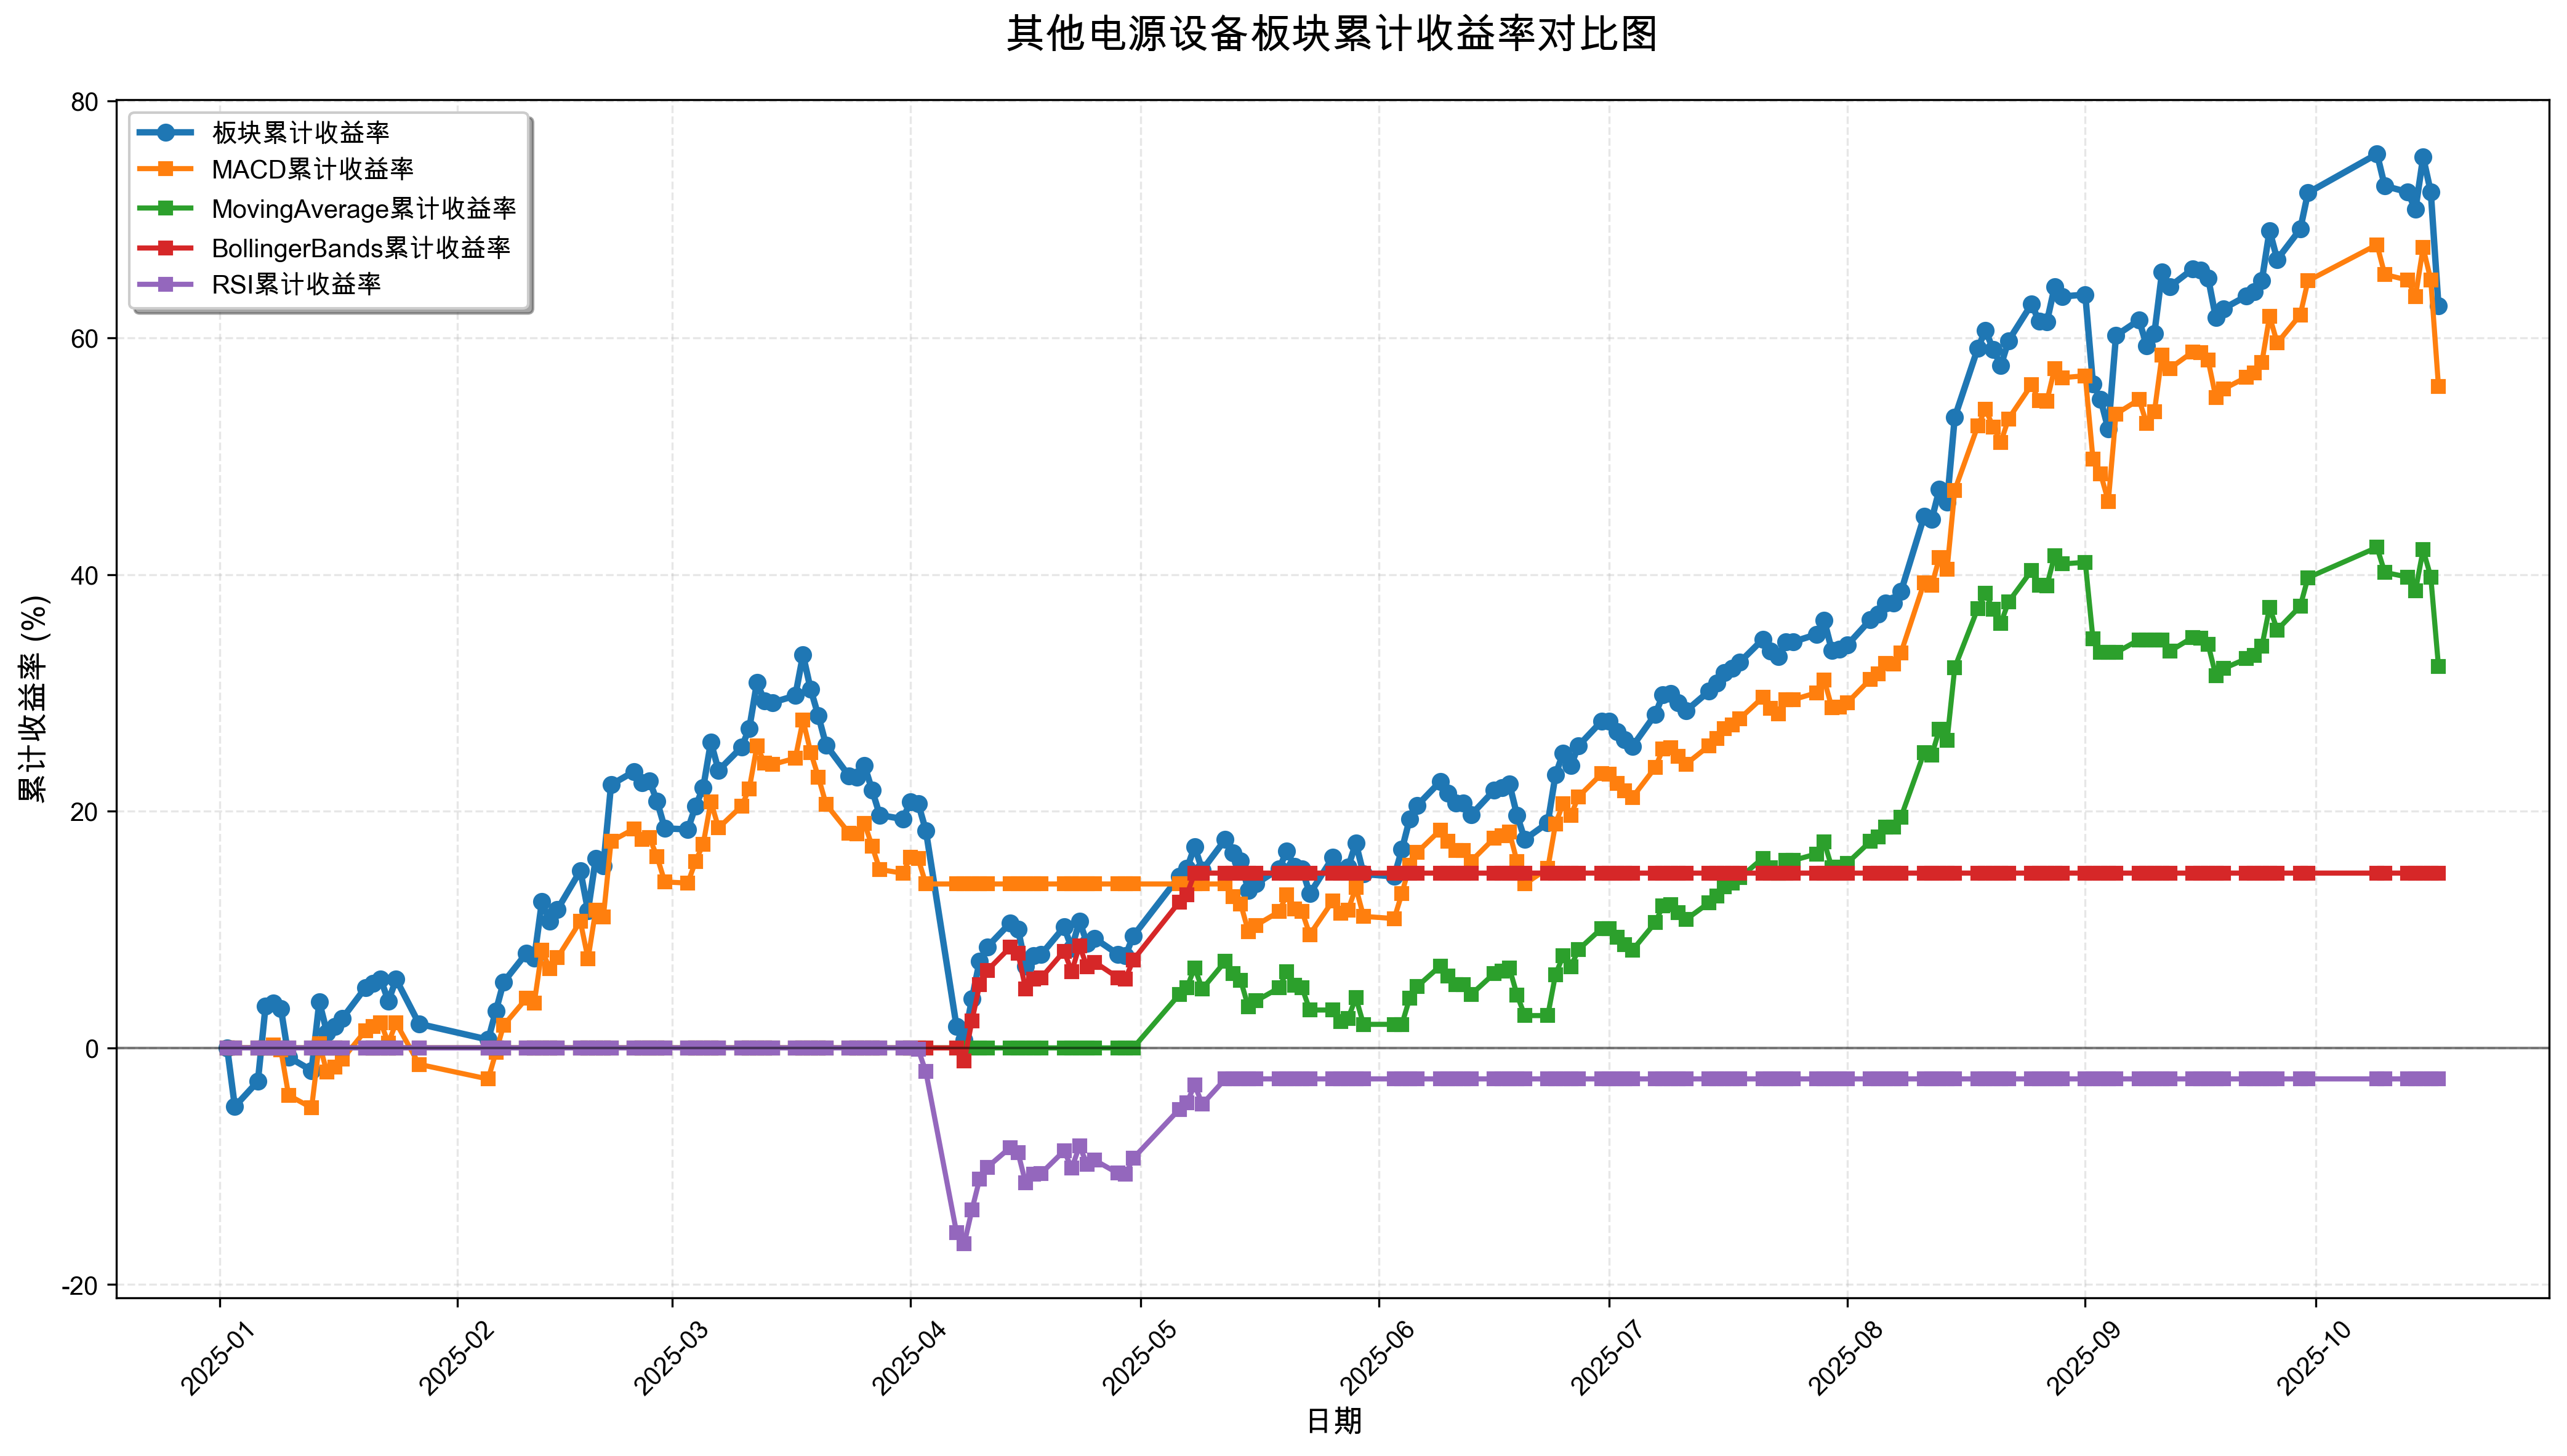 其他电源设备板块累计收益率对比图
板块累计收益率
MACD累计收益率
MovingAverage累计收益率
BollingerBands累计收益率
RSI累计收益率
累计收益率 (%)
80
60
40
20
0
-20
2025-01
2025-02
2025-03
2025-04
2025-05
2025-06
2025-07
2025-08
2025-09
2025-10
日期